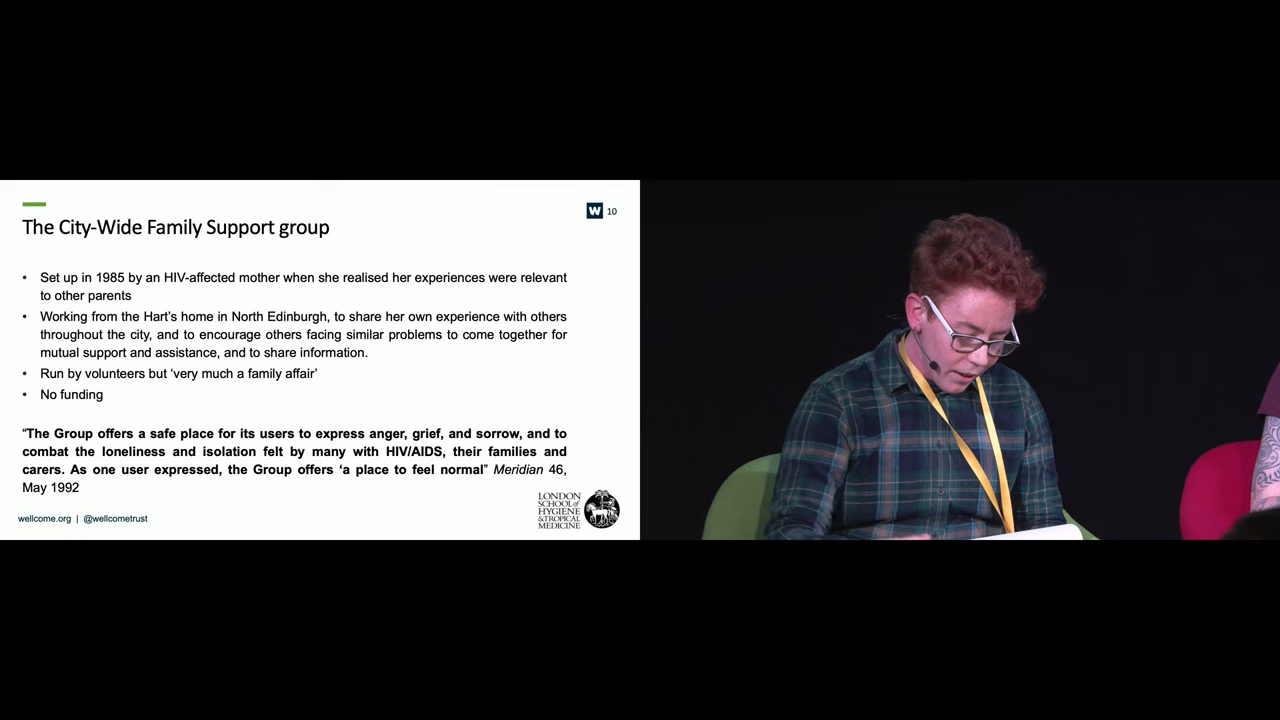 W 10
The City-Wide Family Support group
• Set up in 1985 by an HIV-affected mother when she realised her experiences were relevant
to other parents
• Working from the Hart's home in North Edinburgh, to share her own experience with others
throughout the city, and to encourage others facing similar problems to come together for
mutual support and assistance, and to share information.
• Run by volunteers but 'very much a family affair'
• No funding
“The Group offers a safe place for its users to express anger, grief, and sorrow, and to
combat the loneliness and isolation felt by many with HIV/AIDS, their families and
carers. As one user expressed, the Group offers ‘a place to feel normal” Meridian 46,
May 1992
LONDON
SCHOOL of
HYGIENE
&TROPICAL
MEDICINE
wellcome.org | @wellcometrust